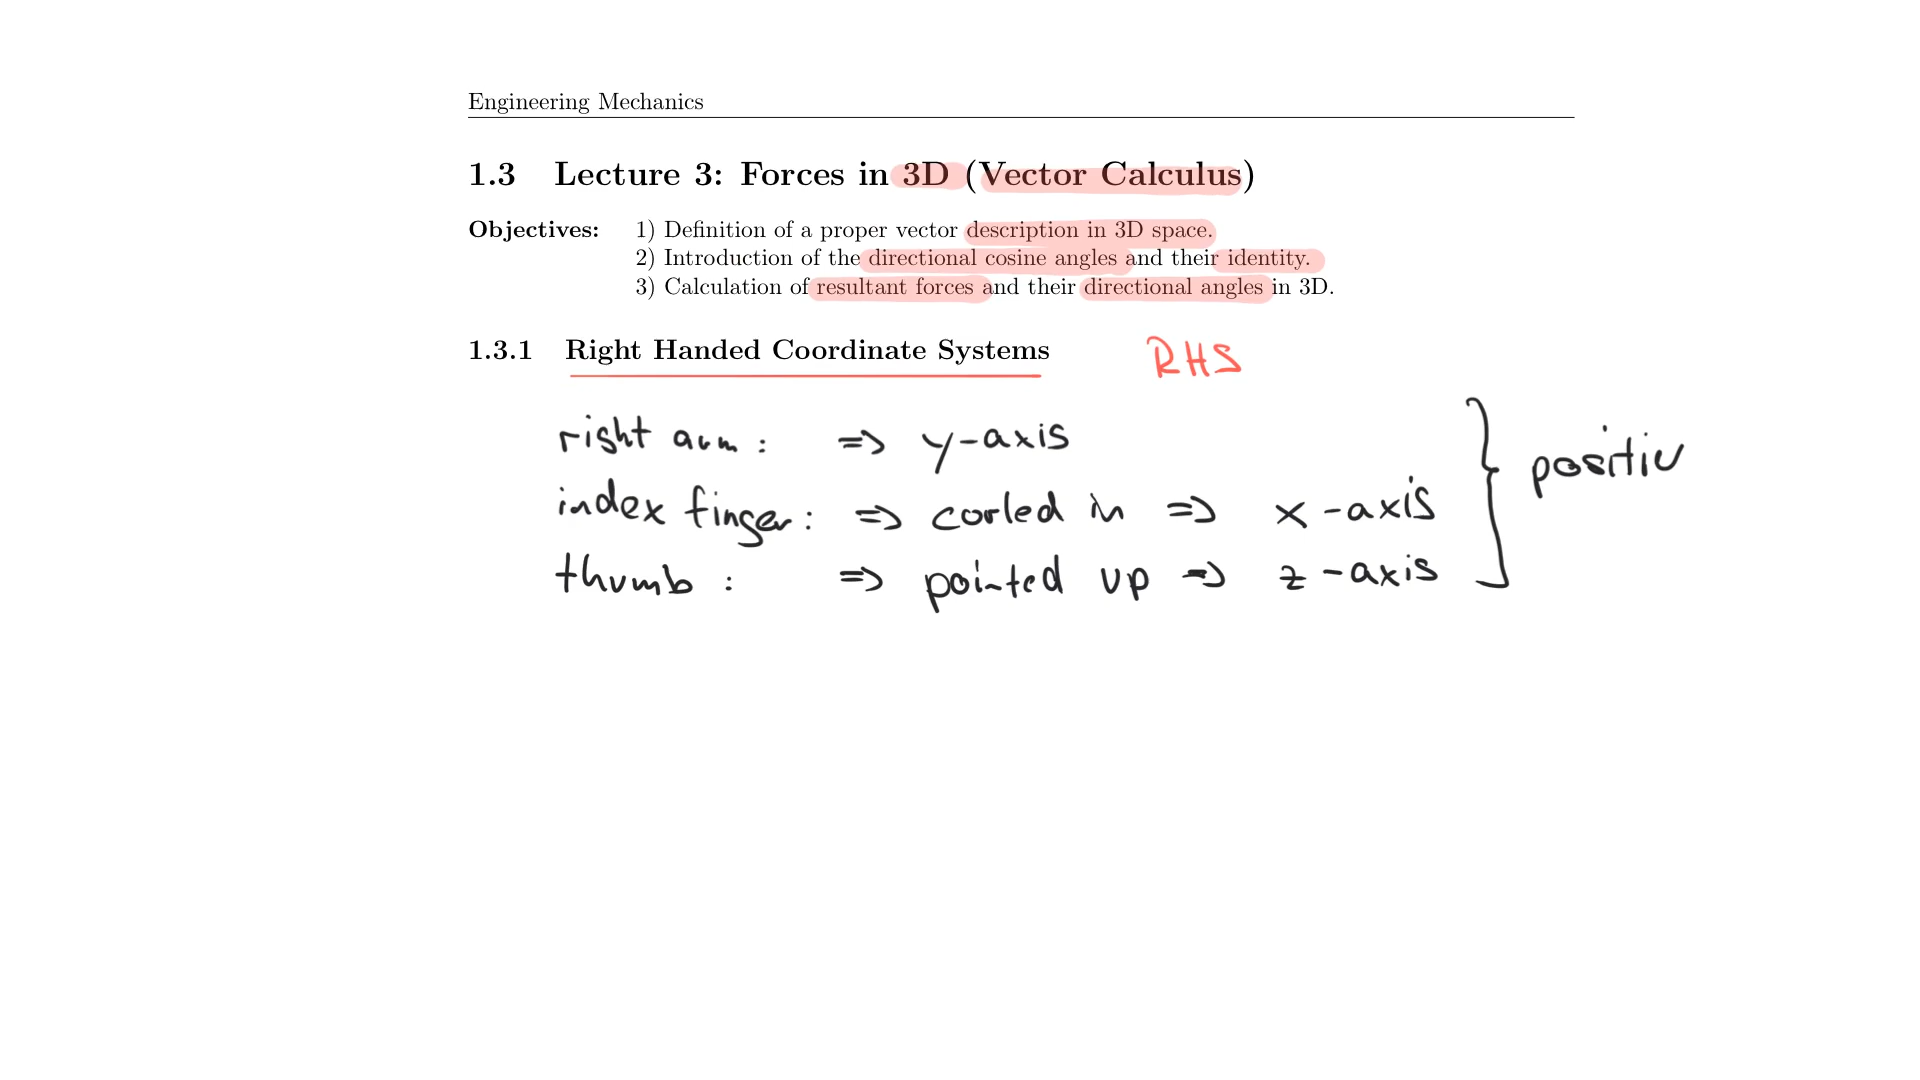 Engineering Mechanics
1.3 Lecture 3: Forces in 3D (Vector Calculus)
Objectives: 1) Definition of a proper vector description in 3D space.
2) Introduction of the directional cosine angles and their identity.
3) Calculation of resultant forces and their directional angles in 3D.
1.3.1 Right Handed Coordinate Systems RHS
right arm : => y-axis
index finger : => corled in => x-axis
thumb : => pointed up => z-axis
} positiv